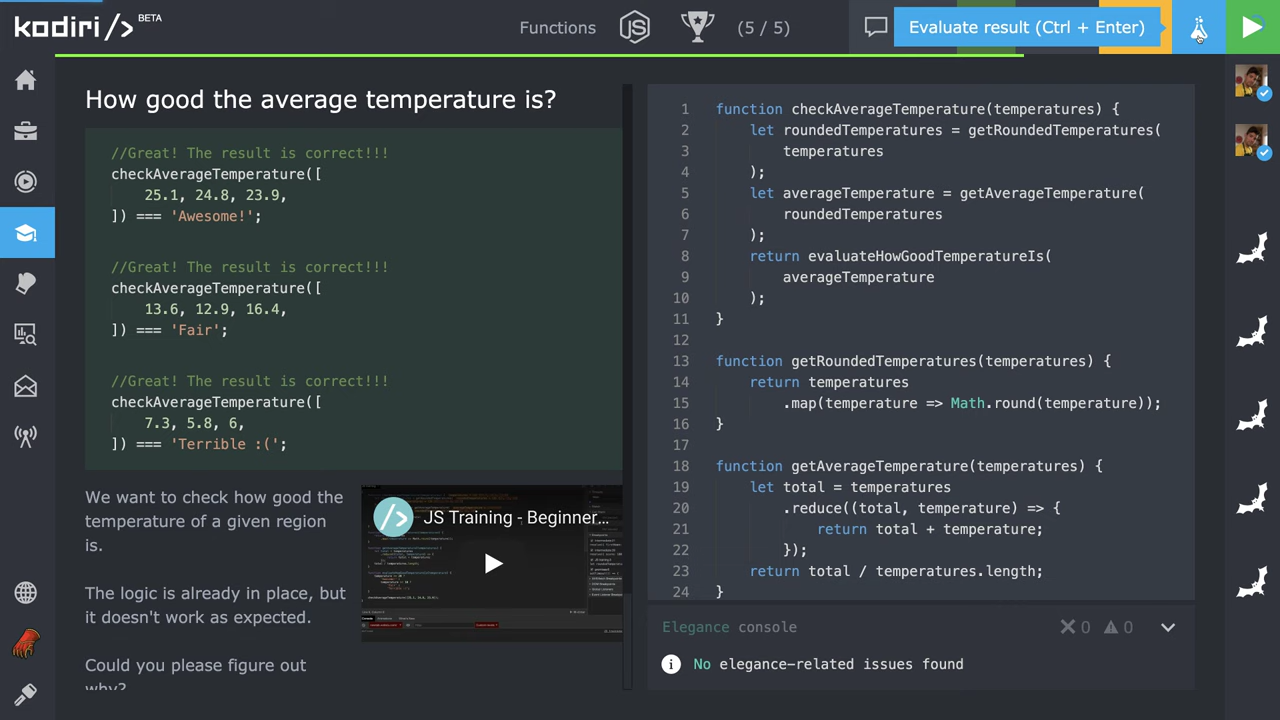 kodiri/> BETA
Functions
JS
(5 / 5)
Evaluate result (Ctrl + Enter)
How good the average temperature is?
//Great! The result is correct!!!
checkAverageTemperature([
25.1, 24.8, 23.9,
]) === 'Awesome!';
//Great! The result is correct!!!
checkAverageTemperature([
13.6, 12.9, 16.4,
]) === 'Fair';
//Great! The result is correct!!!
checkAverageTemperature([
7.3, 5.8, 6,
]) === 'Terrible :(';
We want to check how good the
temperature of a given region
is.
The logic is already in place, but
it doesn't work as expected.
Could you please figure out
why?
JS Training - Beginner...
1 function checkAverageTemperature(temperatures) {
2 let roundedTemperatures = getRoundedTemperatures(
3 temperatures
4 );
5 let averageTemperature = getAverageTemperature(
6 roundedTemperatures
7 );
8 return evaluateHowGoodTemperatureIs(
9 averageTemperature
10 );
11 }
12
13 function getRoundedTemperatures(temperatures) {
14 return temperatures
15 .map(temperature => Math.round(temperature));
16 }
17
18 function getAverageTemperature(temperatures) {
19 let total = temperatures
20 .reduce((total, temperature) => {
21 return total + temperature;
22 });
23 return total / temperatures.length;
24 }
Elegance console
0 0
No elegance-related issues found